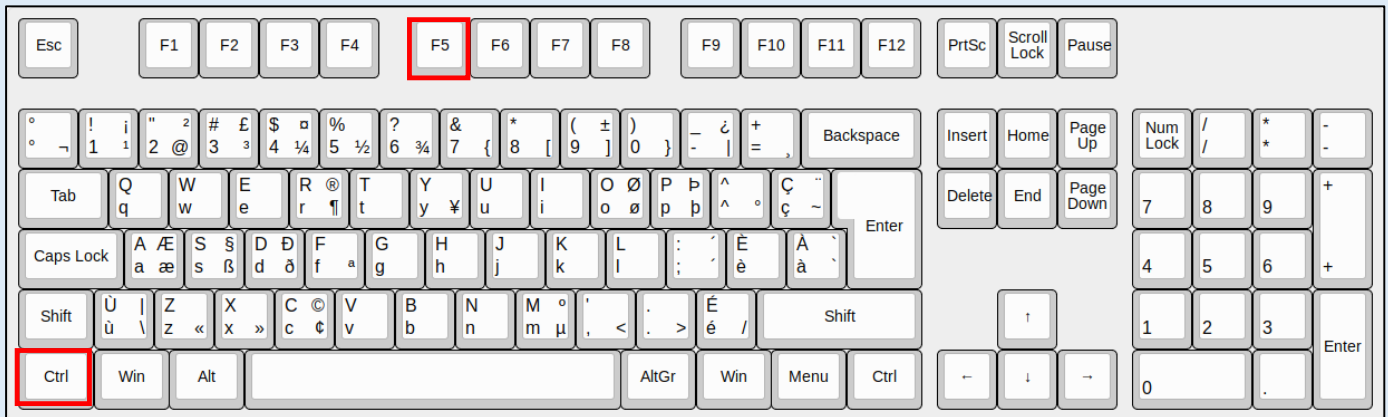 Esc F1 F2 F3 F4 F5 F6 F7 F8 F9 F10 F11 F12 PrtSc Scroll Lock Pause
° ! ¡ " ² # £ $ ¤ % ? & * ( ± ) _ ¿ + Backspace Insert Home Page Up Num Lock / * -
° ¬ 1 ¹ 2 @ 3 ³ 4 ¼ 5 ½ 6 ¾ 7 { 8 [ 9 ] 0 } - | = ¸ / * -
Tab Q W E R ® T Y U I O Ø P Þ ^ Ç ¨ Enter Delete End Page Down +
q w e r ¶ t y ¥ u i o ø p þ ^ ° ç ~ 7 8 9
Caps Lock A Æ S § D Ð F G H J K L : ´ È À `
a æ s ß d ð f ª g h j k l ; ´ è à ` 4 5 6 +
Shift Ù | Z X C © V B N M º ' . É Shift ↑
ù \ z « x » c ¢ v b n m µ , < . > é / 1 2 3 Enter
Ctrl Win Alt AltGr Win Menu Ctrl ← ↓ → 0 .